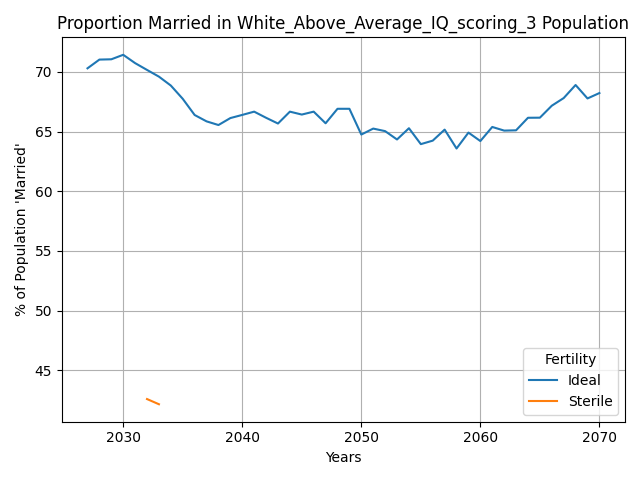 Proportion Married in White_Above_Average_IQ_scoring_3 Population
% of Population 'Married'
70
65
60
55
50
45
2030 2040 2050 2060 2070
Years
Fertility
Ideal
Sterile